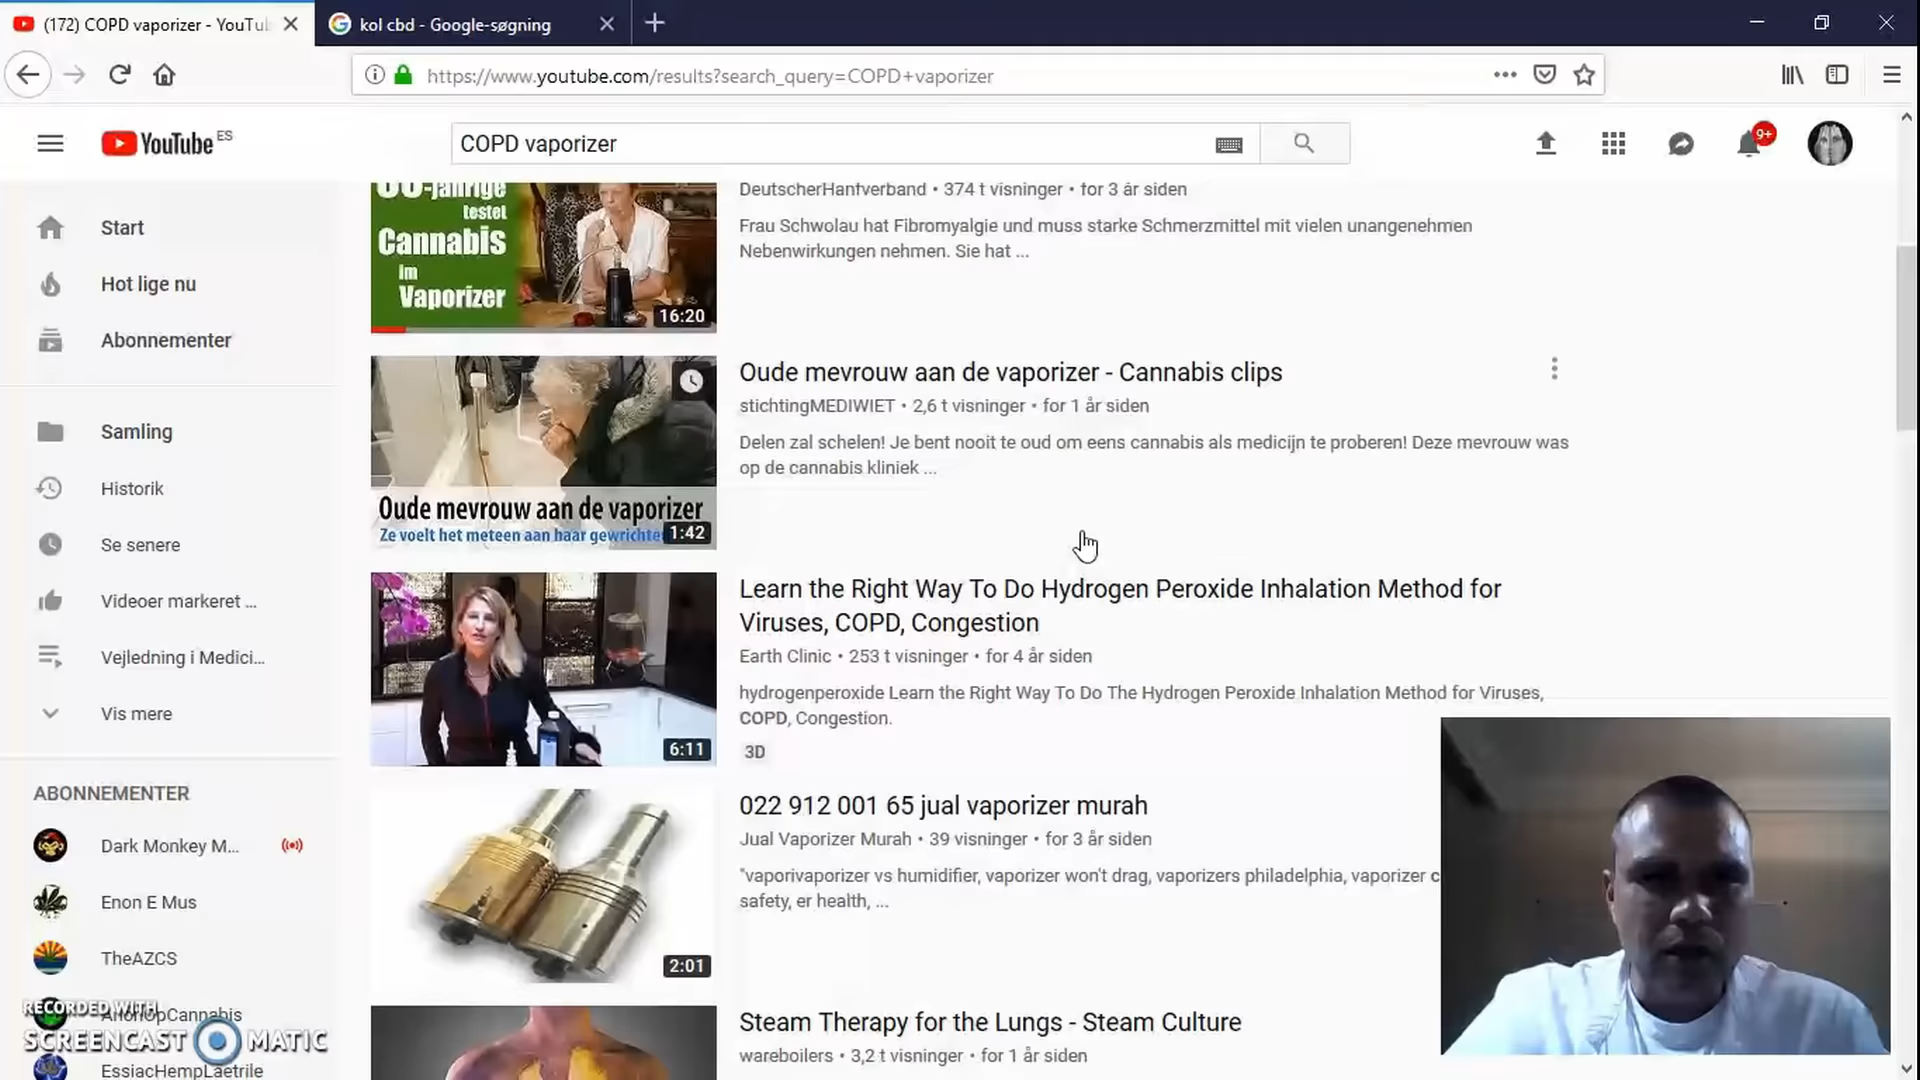 (172) COPD vaporizer - YouTu
kol cbd - Google-søgning
https://www.youtube.com/results?search_query=COPD+vaporizer
YouTube ES
COPD vaporizer
9+
Start
Hot lige nu
Abonnementer
Samling
Historik
Se senere
Videoer markeret ...
Vejledning i Medici...
Vis mere
ABONNEMENTER
Dark Monkey M...
Enon E Mus
TheAZCS
AnonOpCannabis
EssiacHempLaetrile
RECORDED WITH
SCREENCAST MATIC
-jährige
testet
Cannabis
im
Vaporizer
16:20
DeutscherHanfverband • 374 t visninger • for 3 år siden
Frau Schwolau hat Fibromyalgie und muss starke Schmerzmittel mit vielen unangenehmen
Nebenwirkungen nehmen. Sie hat ...
Oude mevrouw aan de vaporizer
Ze voelt het meteen aan haar gewrichte
1:42
Oude mevrouw aan de vaporizer - Cannabis clips
stichtingMEDIWIET • 2,6 t visninger • for 1 år siden
Delen zal schelen! Je bent nooit te oud om eens cannabis als medicijn te proberen! Deze mevrouw was
op de cannabis kliniek ...
6:11
Learn the Right Way To Do Hydrogen Peroxide Inhalation Method for
Viruses, COPD, Congestion
Earth Clinic • 253 t visninger • for 4 år siden
hydrogenperoxide Learn the Right Way To Do The Hydrogen Peroxide Inhalation Method for Viruses,
COPD, Congestion.
3D
2:01
022 912 001 65 jual vaporizer murah
Jual Vaporizer Murah • 39 visninger • for 3 år siden
"vaporivaporizer vs humidifier, vaporizer won't drag, vaporizers philadelphia, vaporizer c
safety, er health, ...
Steam Therapy for the Lungs - Steam Culture
wareboilers • 3,2 t visninger • for 1 år siden